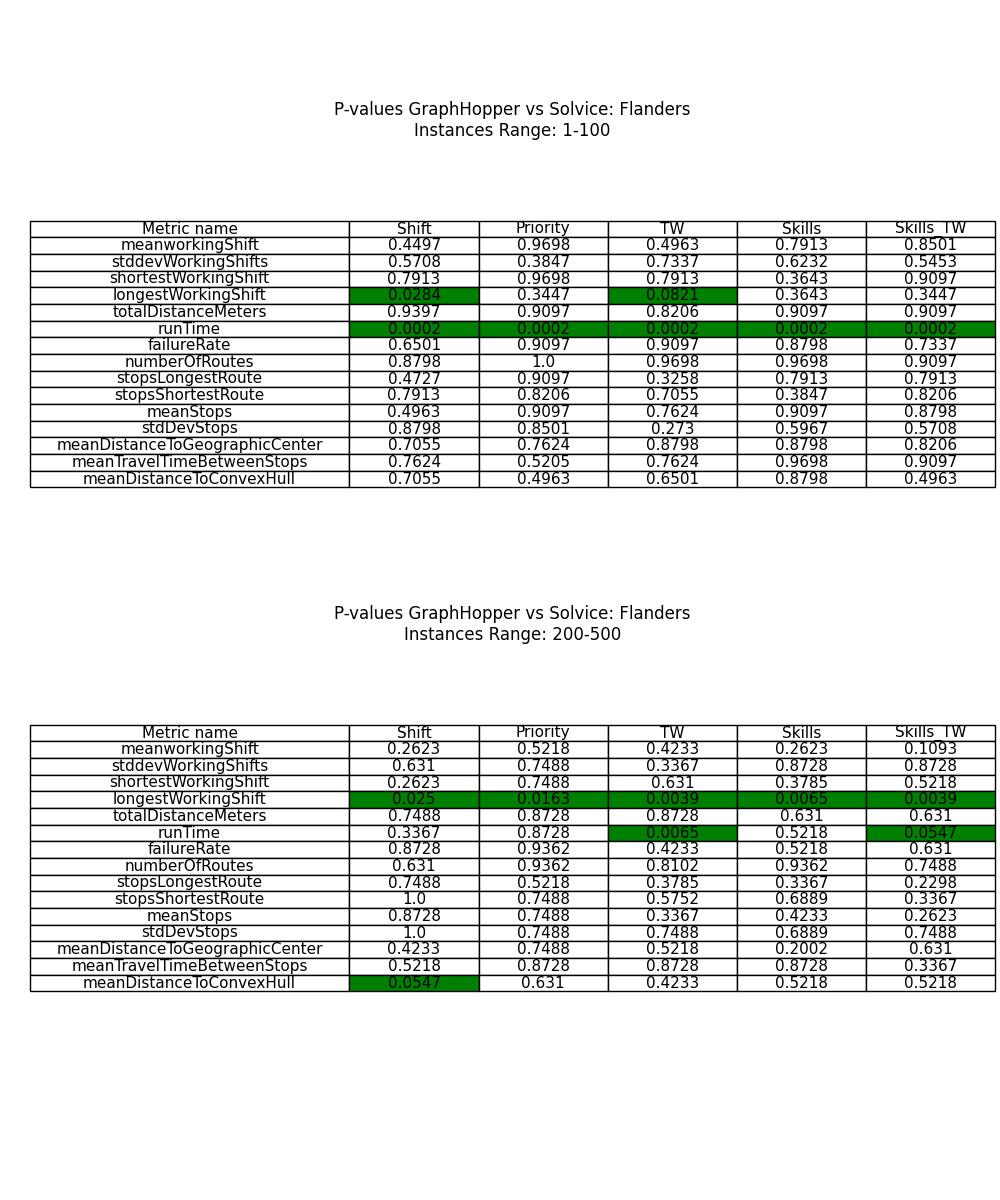 P-values GraphHopper vs Solvice: Flanders
Instances Range: 1-100
Metric name Shift Priority TW Skills Skills_TW
meanworkingShift 0.4497 0.9698 0.4963 0.7913 0.8501
stddevWorkingShifts 0.5708 0.3847 0.7337 0.6232 0.5453
shortestWorkingShift 0.7913 0.9698 0.7913 0.3643 0.9097
longestWorkingShift 0.0284 0.3447 0.0821 0.3643 0.3447
totalDistanceMeters 0.9397 0.9097 0.8206 0.9097 0.9097
runTime 0.0002 0.0002 0.0002 0.0002 0.0002
failureRate 0.6501 0.9097 0.9097 0.8798 0.7337
numberOfRoutes 0.8798 1.0 0.9698 0.9698 0.9097
stopsLongestRoute 0.4727 0.9097 0.3258 0.7913 0.7913
stopsShortestRoute 0.7913 0.8206 0.7055 0.3847 0.8206
meanStops 0.4963 0.9097 0.7624 0.9097 0.8798
stdDevStops 0.8798 0.8501 0.273 0.5967 0.5708
meanDistanceToGeographicCenter 0.7055 0.7624 0.8798 0.8798 0.8206
meanTravelTimeBetweenStops 0.7624 0.5205 0.7624 0.9698 0.9097
meanDistanceToConvexHull 0.7055 0.4963 0.6501 0.8798 0.4963
P-values GraphHopper vs Solvice: Flanders
Instances Range: 200-500
Metric name Shift Priority TW Skills Skills_TW
meanworkingShift 0.2623 0.5218 0.4233 0.2623 0.1093
stddevWorkingShifts 0.631 0.7488 0.3367 0.8728 0.8728
shortestWorkingShift 0.2623 0.7488 0.631 0.3785 0.5218
longestWorkingShift 0.025 0.0163 0.0039 0.0065 0.0039
totalDistanceMeters 0.7488 0.8728 0.8728 0.631 0.631
runTime 0.3367 0.8728 0.0065 0.5218 0.0547
failureRate 0.8728 0.9362 0.4233 0.5218 0.631
numberOfRoutes 0.631 0.9362 0.8102 0.9362 0.7488
stopsLongestRoute 0.7488 0.5218 0.3785 0.3367 0.2298
stopsShortestRoute 1.0 0.7488 0.5752 0.6889 0.3367
meanStops 0.8728 0.7488 0.3367 0.4233 0.2623
stdDevStops 1.0 0.7488 0.7488 0.6889 0.7488
meanDistanceToGeographicCenter 0.4233 0.7488 0.5218 0.2002 0.631
meanTravelTimeBetweenStops 0.5218 0.8728 0.8728 0.8728 0.3367
meanDistanceToConvexHull 0.0547 0.631 0.4233 0.5218 0.5218